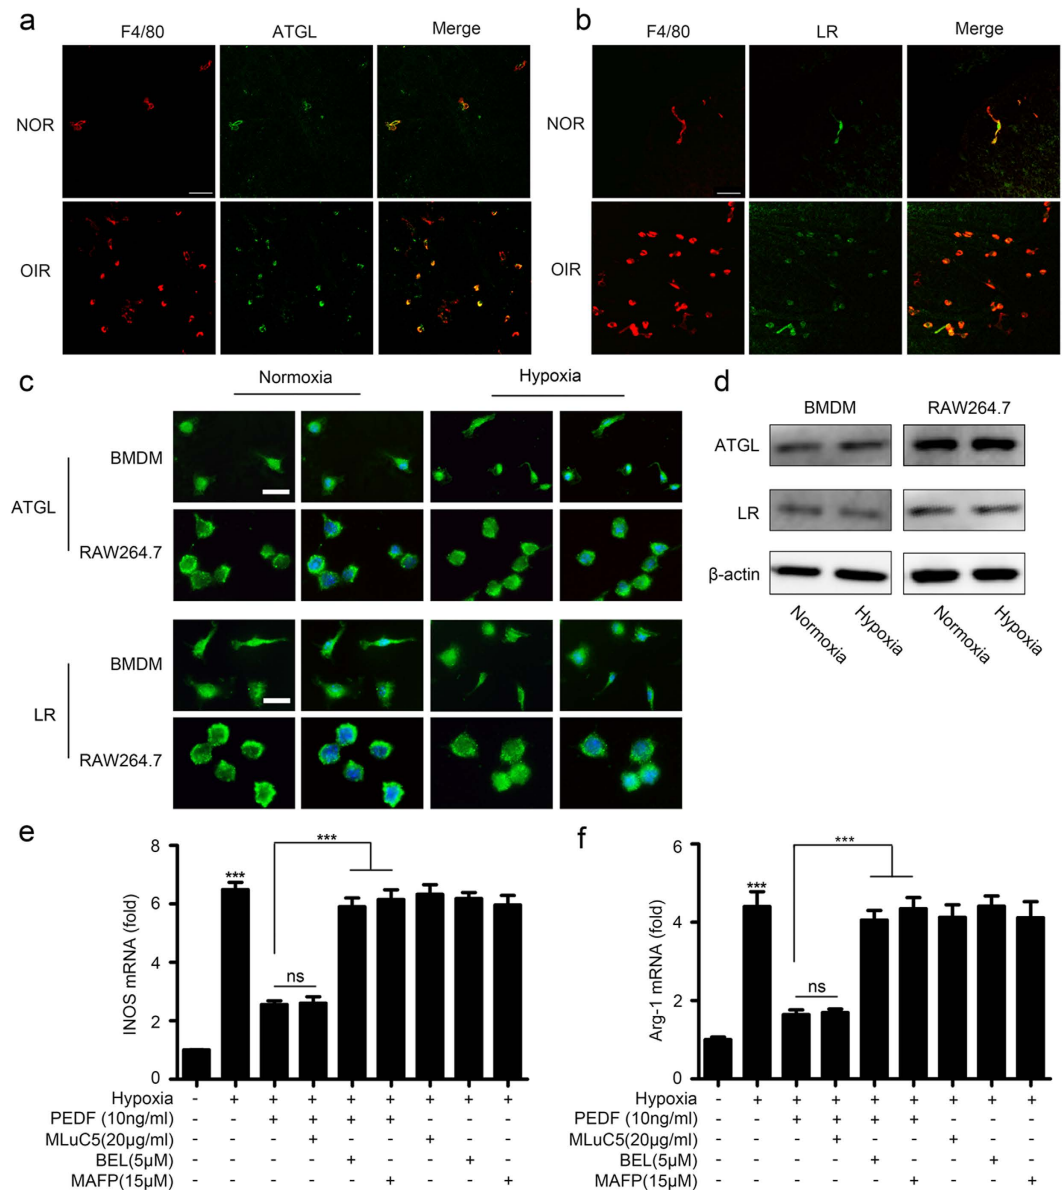 a
F4/80 ATGL Merge
NOR
OIR
b
F4/80 LR Merge
NOR
OIR
c
Normoxia Hypoxia
ATGL
BMDM
RAW264.7
LR
BMDM
RAW264.7
d
BMDM RAW264.7
ATGL
LR
β-actin
Normoxia Hypoxia Normoxia Hypoxia
e
INOS mRNA (fold)
8
6
4
2
0
***
***
ns
Hypoxia - + + + + + + + +
PEDF (10ng/ml) - - + + + + - - -
MLuC5(20μg/ml) - - - + - - + - -
BEL(5μM) - - - - + - - + -
MAFP(15μM) - - - - - + - - +
f
Arg-1 mRNA (fold)
6
4
2
0
***
***
ns
Hypoxia - + + + + + + + +
PEDF (10ng/ml) - - + + + + - - -
MLuC5(20μg/ml) - - - + - - + - -
BEL(5μM) - - - - + - - + -
MAFP(15μM) - - - - - + - - +